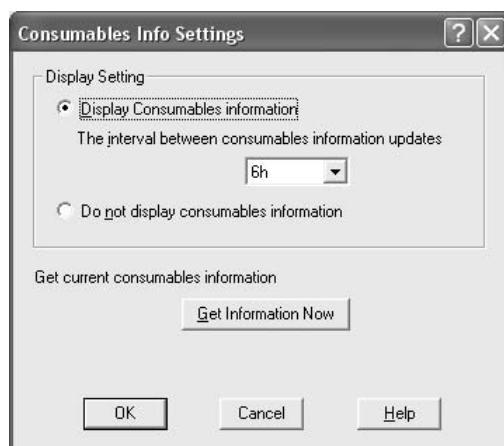 Consumables Info Settings
Display Setting
Display Consumables information
The interval between consumables information updates
6h
Do not display consumables information
Get current consumables information
Get Information Now
OK Cancel Help